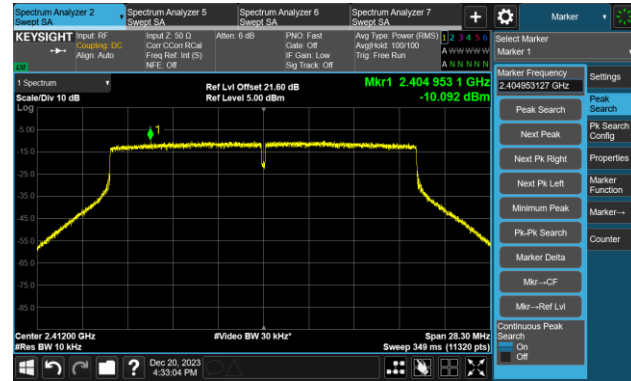 Spectrum Analyzer 2
Swept SA
Spectrum Analyzer 5
Swept SA
Spectrum Analyzer 6
Swept SA
Spectrum Analyzer 7
Swept SA
Marker
KEYSIGHT
Input: RF
Coupling: DC
Align: Auto
Input Z: 50 Ω
Corr CCorr RCal
Freq Ref: Int (S)
NFE: Off
Atten: 6 dB
PNO: Fast
Gate: Off
IF Gain: Low
Sig Track: Off
Avg Type: Power (RMS)
Avg|Hold: 100/100
Trig: Free Run
1 2 3 4 5 6
A W W W W W
A N N N N N
LXI
Select Marker
Marker 1
1 Spectrum
Scale/Div 10 dB
Log
Ref Lvl Offset 21.60 dB
Ref Level 5.00 dBm
Mkr1 2.404 953 1 GHz
-10.092 dBm
1
-5.00
-15.0
-25.0
-35.0
-45.0
-55.0
-65.0
-75.0
-85.0
Center 2.41200 GHz
#Res BW 10 kHz
#Video BW 30 kHz*
Span 28.30 MHz
Sweep 349 ms (11320 pts)
Dec 20, 2023
4:33:04 PM
Marker Frequency
2.404953127 GHz
Peak Search
Next Peak
Next Pk Right
Next Pk Left
Minimum Peak
Pk-Pk Search
Marker Delta
Mkr→CF
Mkr→Ref Lvl
Continuous Peak
Search
On
Off
Settings
Peak
Search
Pk Search
Config
Properties
Marker
Function
Marker→
Counter